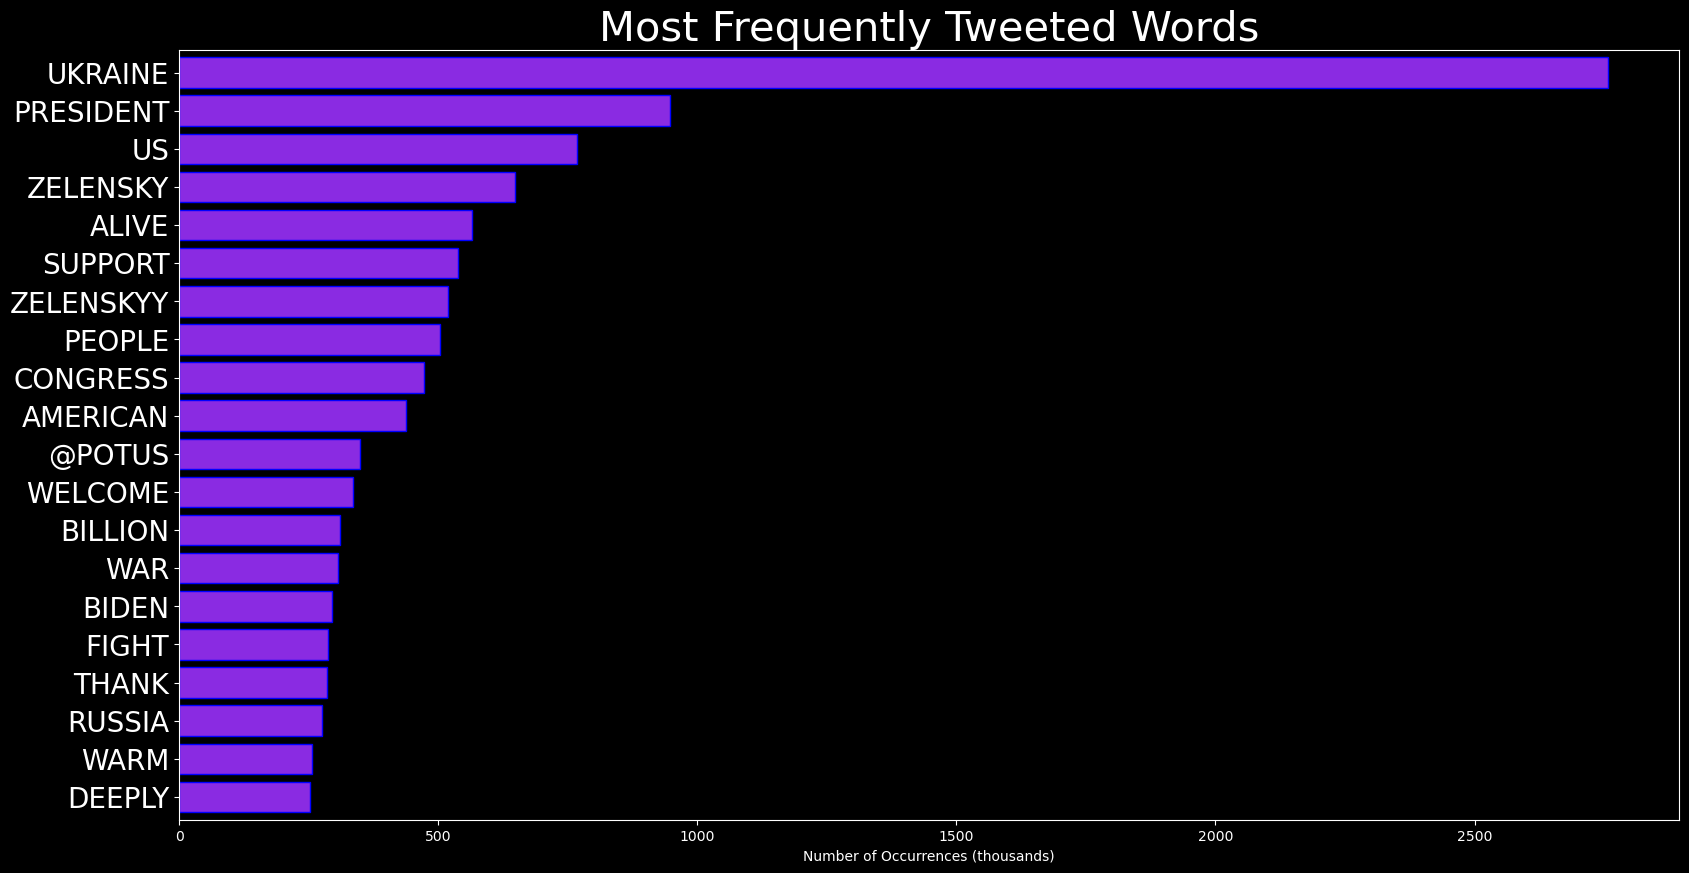 Most Frequently Tweeted Words
UKRAINE
PRESIDENT
US
ZELENSKY
ALIVE
SUPPORT
ZELENSKYY
PEOPLE
CONGRESS
AMERICAN
@POTUS
WELCOME
BILLION
WAR
BIDEN
FIGHT
THANK
RUSSIA
WARM
DEEPLY
0 500 1000 1500 2000 2500
Number of Occurrences (thousands)